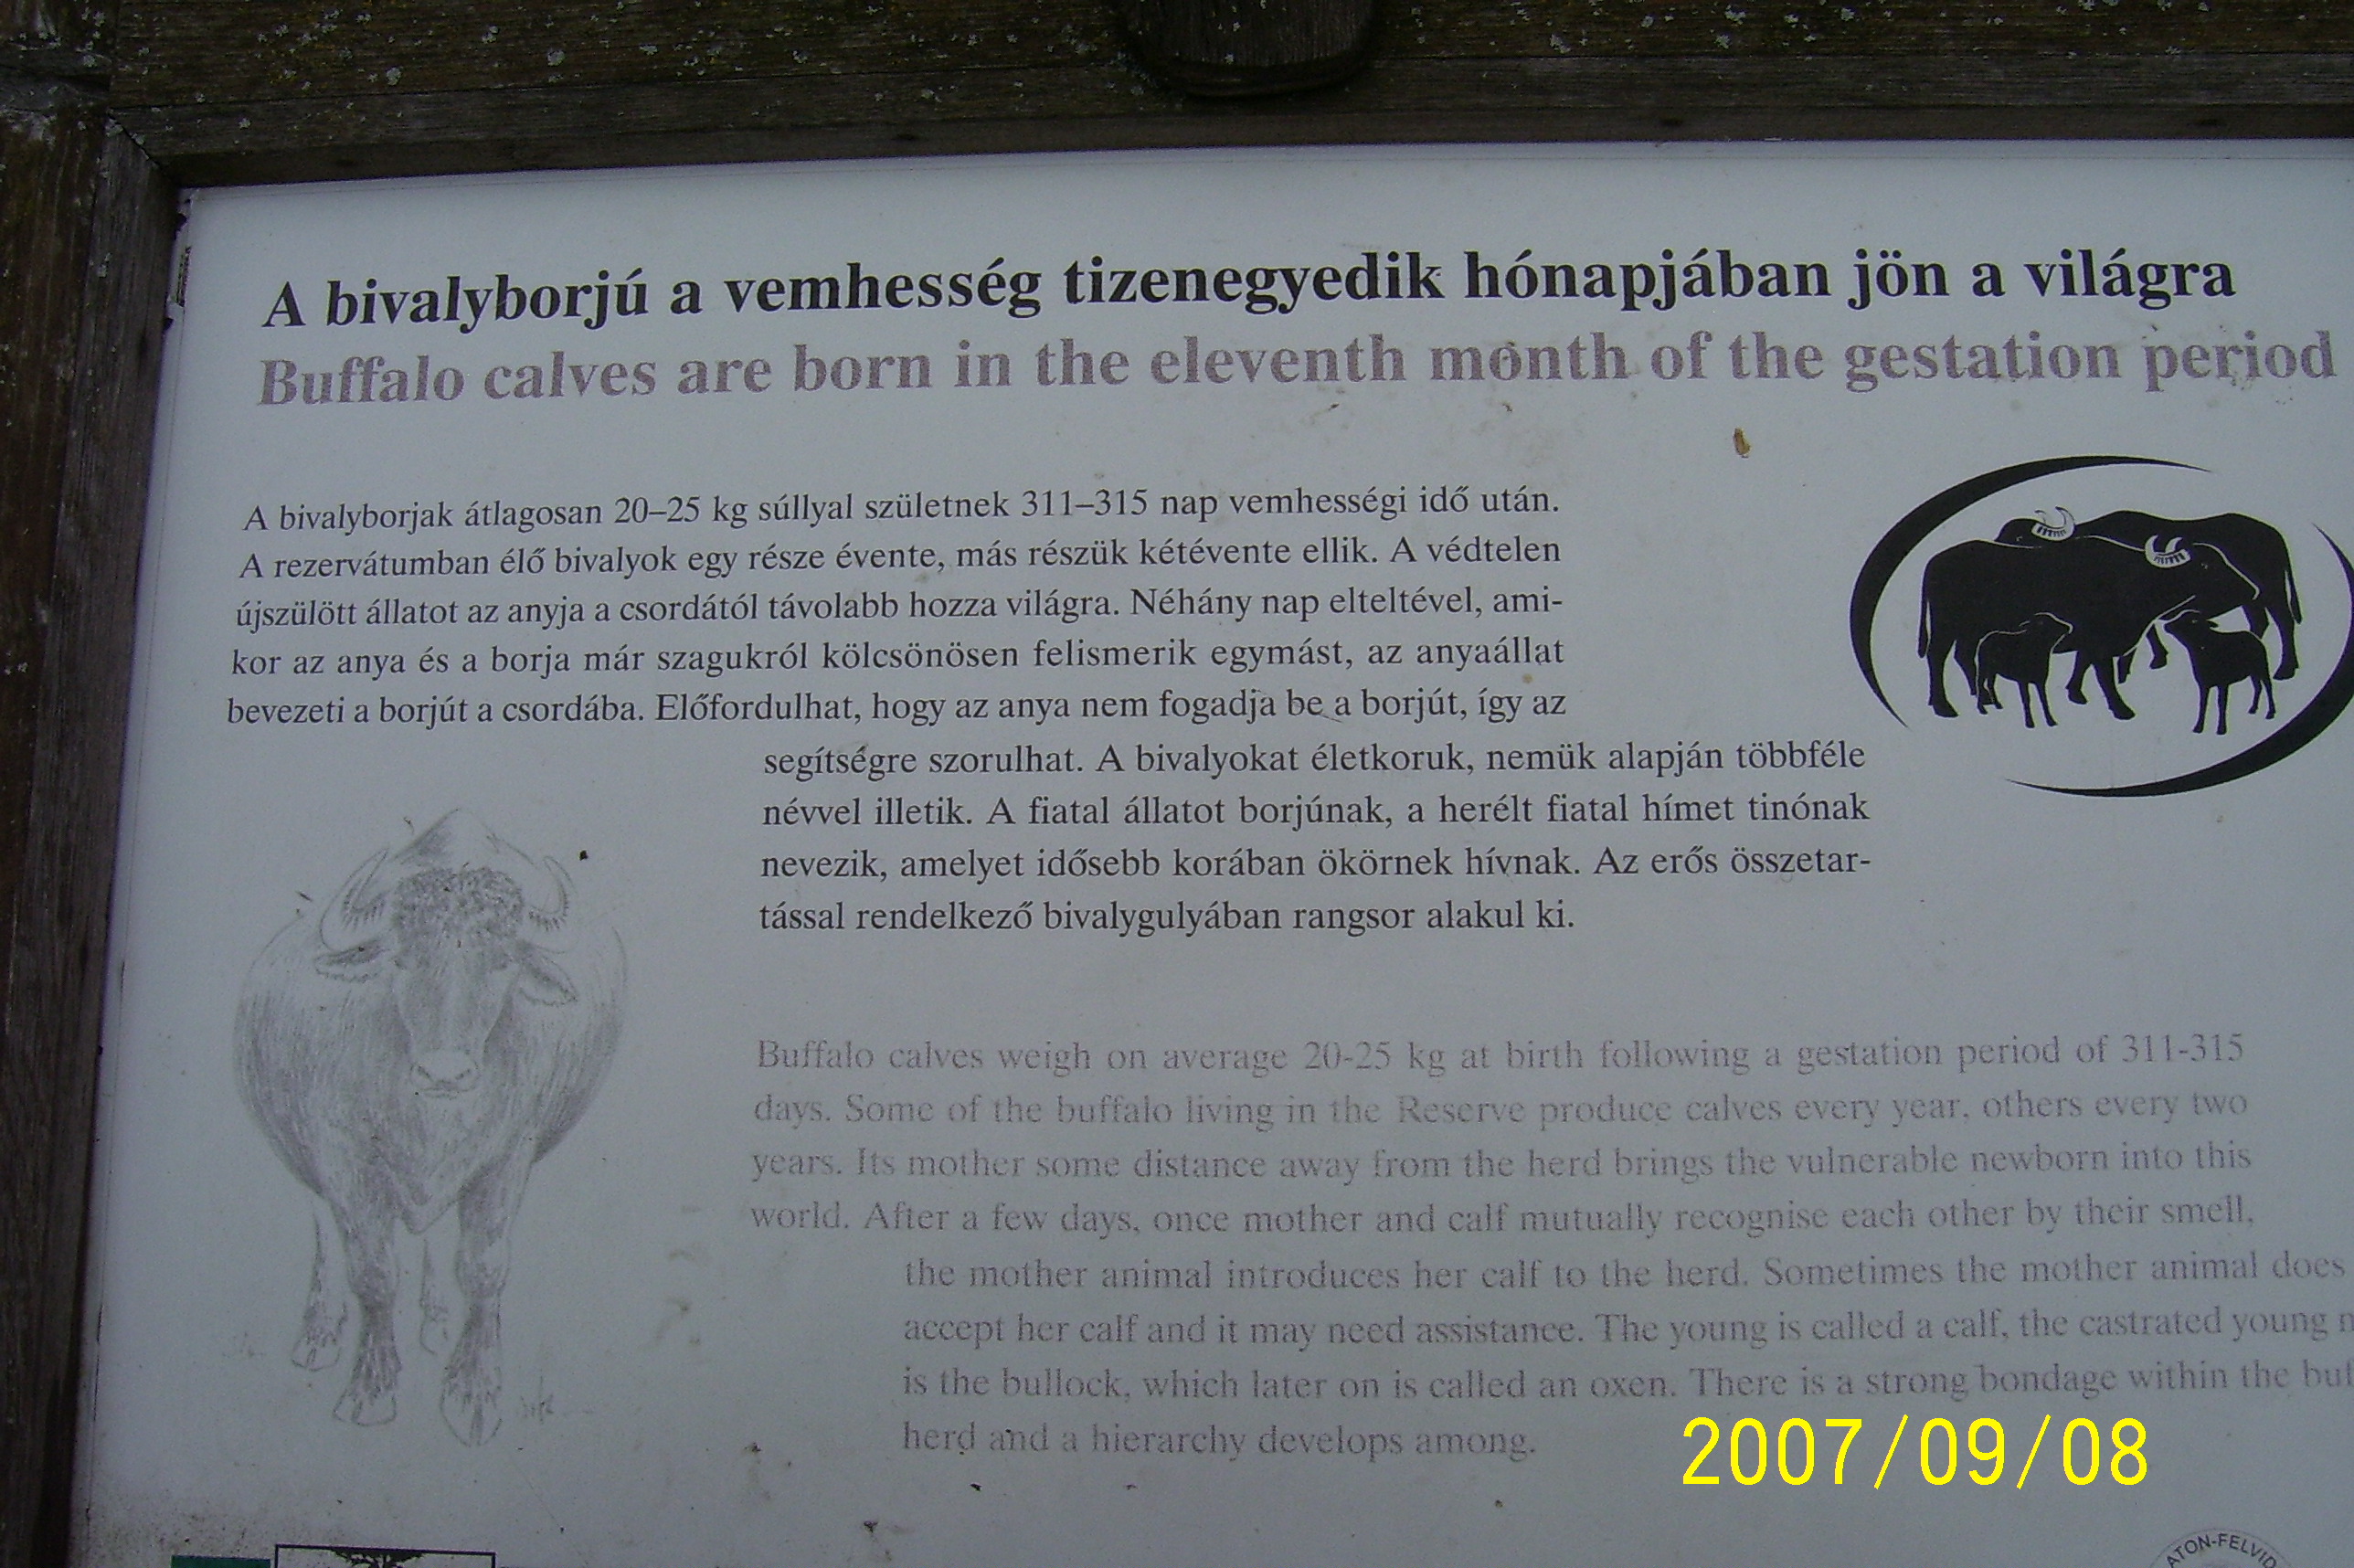 A bivalyborjú a vemhesség tizenegyedik hónapjában jön a világra
Buffalo calves are born in the eleventh month of the gestation period
A bivalyborjak átlagosan 20–25 kg súllyal születnek 311–315 nap vemhességi idő után.
A rezervátumban élő bivalyok egy része évente, más részük kétévente ellik. A védtelen
újszülött állatot az anyja a csordától távolabb hozza világra. Néhány nap elteltével, ami-
kor az anya és a borja már szagukról kölcsönösen felismerik egymást, az anyaállat
bevezeti a borjút a csordába. Előfordulhat, hogy az anya nem fogadja be a borjút, így az
segítségre szorulhat. A bivalyokat életkoruk, nemük alapján többféle
névvel illetik. A fiatal állatot borjúnak, a herélt fiatal hímet tinónak
nevezik, amelyet idősebb korában ökörnek hívnak. Az erős összetar-
tással rendelkező bivalygulyában rangsor alakul ki.
Buffalo calves weigh on average 20-25 kg at birth following a gestation period of 311-315
days. Some of the buffalo living in the Reserve produce calves every year, others every two
years. Its mother some distance away from the herd brings the vulnerable newborn into this
world. After a few days, once mother and calf mutually recognise each other by their smell,
the mother animal introduces her calf to the herd. Sometimes the mother animal does
accept her calf and it may need assistance. The young is called a calf, the castrated young
is the bullock, which later on is called an oxen. There is a strong bondage within the buf
herd and a hierarchy develops among.
2007/09/08
ATON-FELVID